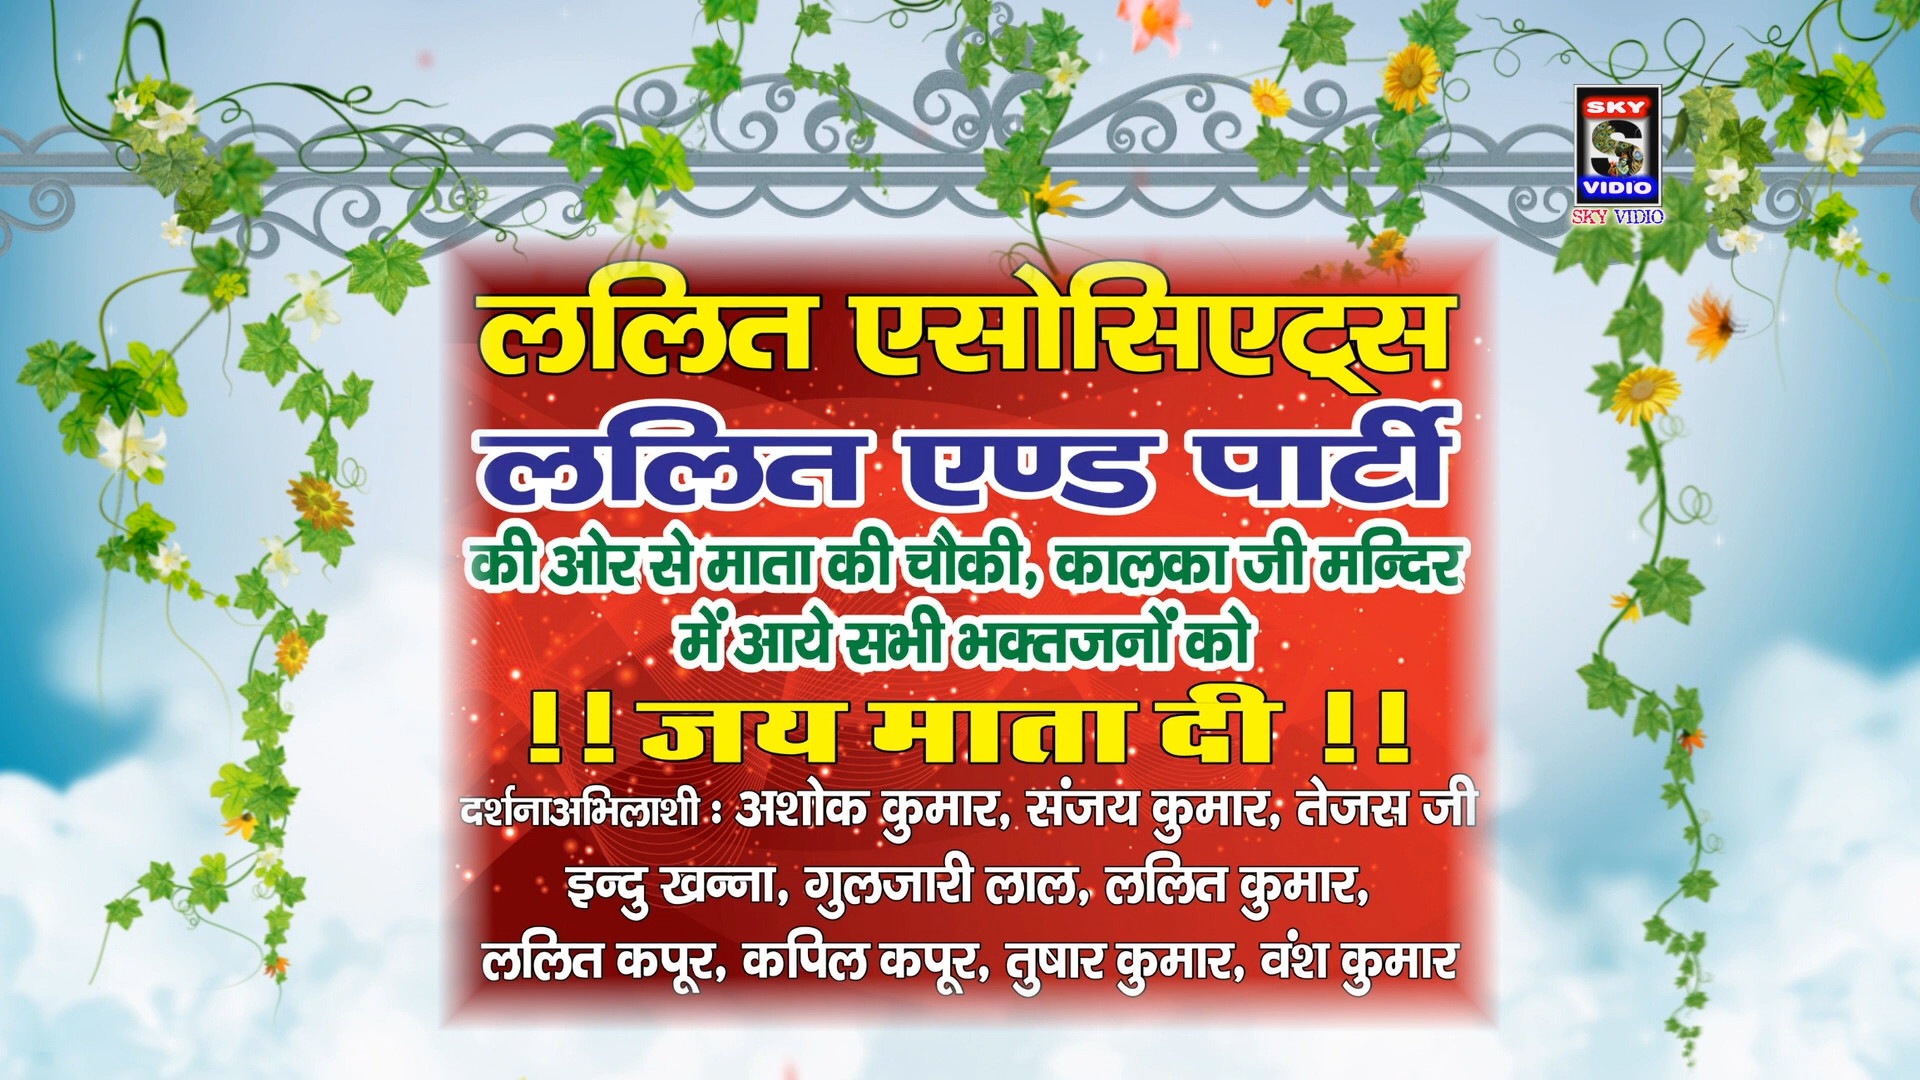 SKY
S
VIDIO
SKY VIDIO
ललित एसोसिएट्स
ललित एण्ड पार्टी
की ओर से माता की चौकी, कालका जी मन्दिर
में आये सभी भक्तजनों को
!! जय माता दी !!
दर्शनाअभिलाशी : अशोक कुमार, संजय कुमार, तेजस जी
इन्दु खन्ना, गुलजारी लाल, ललित कुमार,
ललित कपूर, कपिल कपूर, तुषार कुमार, वंश कुमार